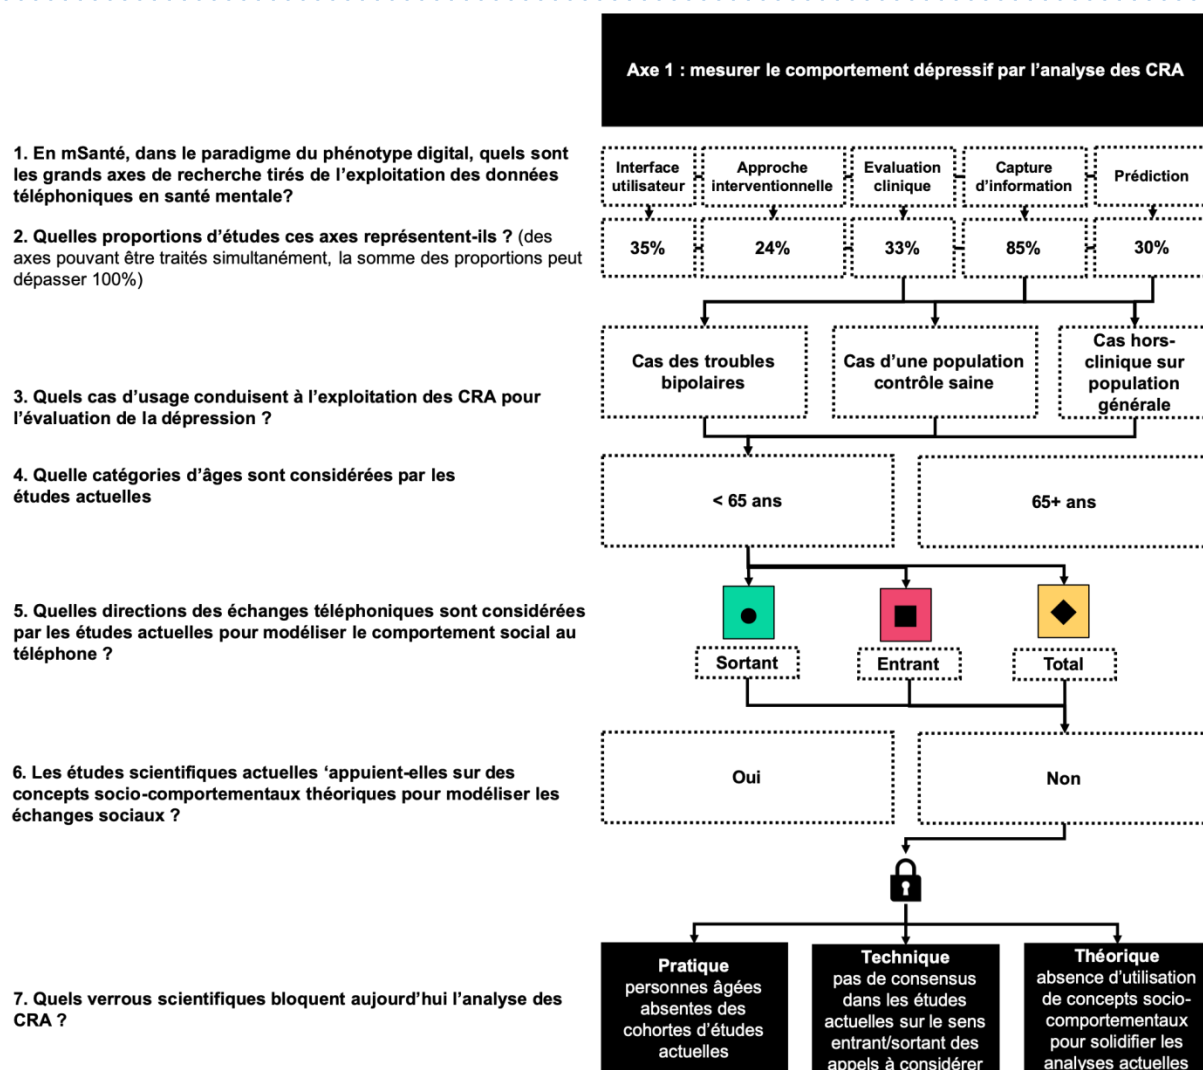 Axe 1 : mesurer le comportement dépressif par l'analyse des CRA
1. En mSanté, dans le paradigme du phénotype digital, quels sont
les grands axes de recherche tirés de l'exploitation des données
téléphoniques en santé mentale?
Interface
utilisateur
Approche
interventionnelle
Evaluation
clinique
Capture
d'information
Prédiction
2. Quelles proportions d'études ces axes représentent-ils ? (des
axes pouvant être traités simultanément, la somme des proportions peut
dépasser 100%)
35%
24%
33%
85%
30%
3. Quels cas d'usage conduisent à l'exploitation des CRA pour
l'évaluation de la dépression ?
Cas des troubles
bipolaires
Cas d'une population
contrôle saine
Cas hors-
clinique sur
population
générale
4. Quelle catégories d'âges sont considérées par les
études actuelles
< 65 ans
65+ ans
5. Quelles directions des échanges téléphoniques sont considérées
par les études actuelles pour modéliser le comportement social au
téléphone ?
Sortant
Entrant
Total
6. Les études scientifiques actuelles 'appuient-elles sur des
concepts socio-comportementaux théoriques pour modéliser les
échanges sociaux ?
Oui
Non
7. Quels verrous scientifiques bloquent aujourd'hui l'analyse des
CRA ?
Pratique
personnes âgées
absentes des
cohortes d'études
actuelles
Technique
pas de consensus
dans les études
actuelles sur le sens
entrant/sortant des
appels à considérer
Théorique
absence d'utilisation
de concepts socio-
comportementaux
pour solidifier les
analyses actuelles